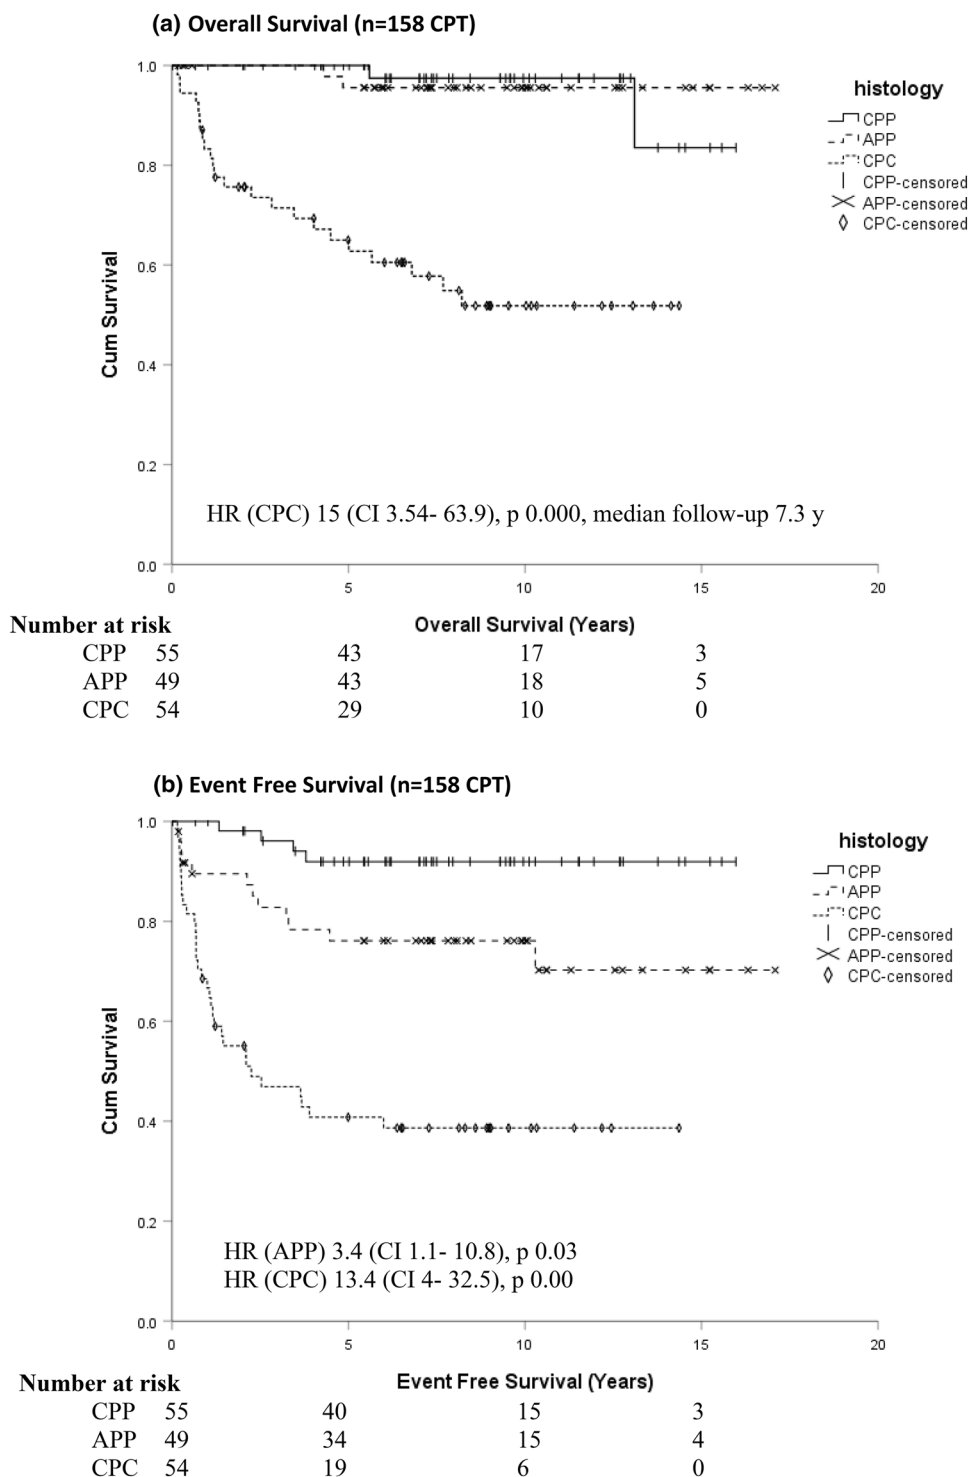 (a) Overall Survival (n=158 CPT)
1.0
0.8
0.6
0.4
0.2
0.0
Cum Survival
histology
CPP
APP
CPC
CPP-censored
APP-censored
CPC-censored
HR (CPC) 15 (CI 3.54- 63.9), p 0.000, median follow-up 7.3 y
0 5 10 15 20
Number at risk Overall Survival (Years)
CPP 55 43 17 3
APP 49 43 18 5
CPC 54 29 10 0
(b) Event Free Survival (n=158 CPT)
1.0
0.8
0.6
0.4
0.2
0.0
Cum Survival
histology
CPP
APP
CPC
CPP-censored
APP-censored
CPC-censored
HR (APP) 3.4 (CI 1.1- 10.8), p 0.03
HR (CPC) 13.4 (CI 4- 32.5), p 0.00
0 5 10 15 20
Number at risk Event Free Survival (Years)
CPP 55 40 15 3
APP 49 34 15 4
CPC 54 19 6 0